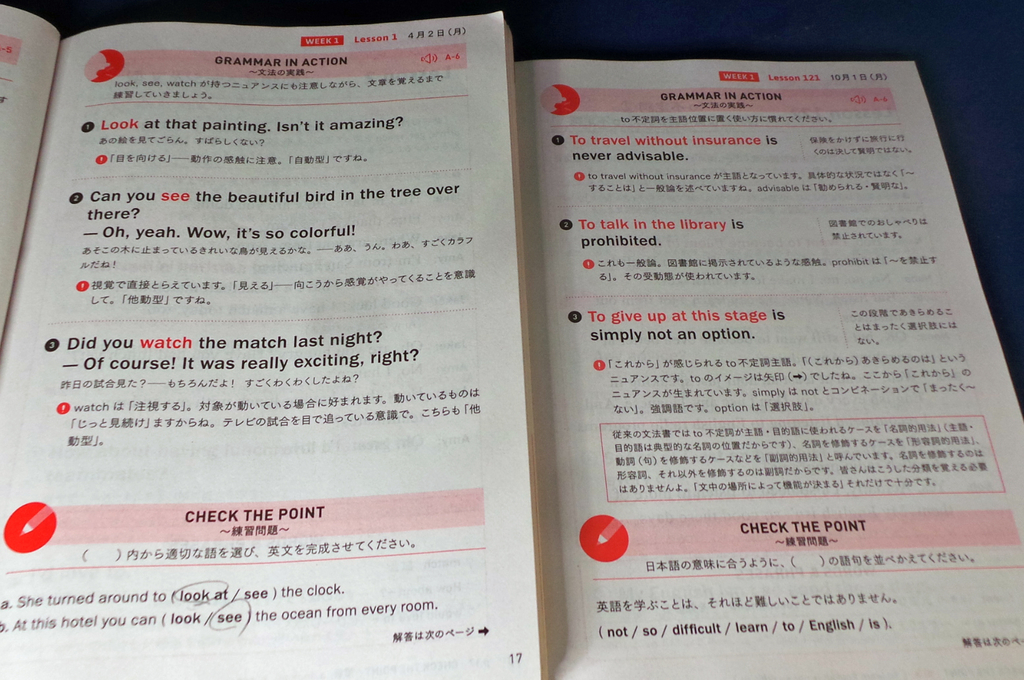 WEEK 1 Lesson 1 4月2日(月)
GRAMMAR IN ACTION
A-6
〜文法の実践〜
look, see, watch が持つニュアンスにも注意しながら、文章を覚えるまで
練習していきましょう。
1 Look at that painting. Isn't it amazing?
あの絵を見てごらん。すばらしくない?
「目を向ける」──動作の感触に注意。「自動型」ですね。
2 Can you see the beautiful bird in the tree over
there?
— Oh, yeah. Wow, it's so colorful!
あそこの木に止まっているきれいな鳥が見えるかな。──ああ、うん。わあ、すごくカラフ
ルだね!
視覚で直接とらえています。「見える」──向こうから感覚がやってくることを意識
して。「他動型」ですね。
3 Did you watch the match last night?
— Of course! It was really exciting, right?
昨日の試合見た?──もちろんだよ! すごくわくわくしたよね?
watch は「注視する」。対象が動いている場合に好まれます。動いているものは
「じっと見続け」ますからね。テレビの試合を目で追っている意識で。こちらも「他
動型」。
CHECK THE POINT
〜練習問題〜
( )内から適切な語を選び、英文を完成させてください。
a. She turned around to ( look at / see ) the clock.
b. At this hotel you can ( look / see ) the ocean from every room.
解答は次のページ ➡
17
WEEK 1 Lesson 121 10月1日(月)
GRAMMAR IN ACTION
A-6
〜文法の実践〜
to不定詞を主語位置に置く使い方に慣れてください。
1 To travel without insurance is
never advisable.
保険をかけずに旅行に行
くのは決して賢明ではない。
to travel without insurance が主語となっています。具体的な状況ではなく「〜
することは」と一般論を述べていますね。advisable は「勧められる・賢明な」。
2 To talk in the library is
prohibited.
図書館でのおしゃべりは
禁止されています。
これも一般論。図書館に掲示されているような感触。prohibit は「〜を禁止す
る」。その受動態が使われています。
3 To give up at this stage is
simply not an option.
この段階であきらめるこ
とはまったく選択肢には
ない。
「これから」が感じられる to 不定詞主語。「(これから)あきらめるのは」という
ニュアンスです。to のイメージは矢印(➡)でしたね。ここから「これから」の
ニュアンスが生まれています。simply は not とコンビネーションで「まったく〜
ない」。強調語です。option は「選択肢」。
従来の文法書では to 不定詞が主語・目的語に使われるケースを「名詞的用法」(主語・
目的語は典型的な名詞の位置だからです)、名詞を修飾するケースを「形容詞的用法」、
動詞(句)を修飾するケースなどを「副詞的用法」と呼んでいます。名詞を修飾するのは
形容詞、それ以外を修飾するのは副詞だからです。皆さんはこうした分類を覚える必要
はありませんよ。「文中の場所によって機能が決まる」それだけで十分です。
CHECK THE POINT
〜練習問題〜
日本語の意味に合うように、( )の語句を並べかえてください。
英語を学ぶことは、それほど難しいことではありません。
( not / so / difficult / learn / to / English / is ).
解答は次のペー